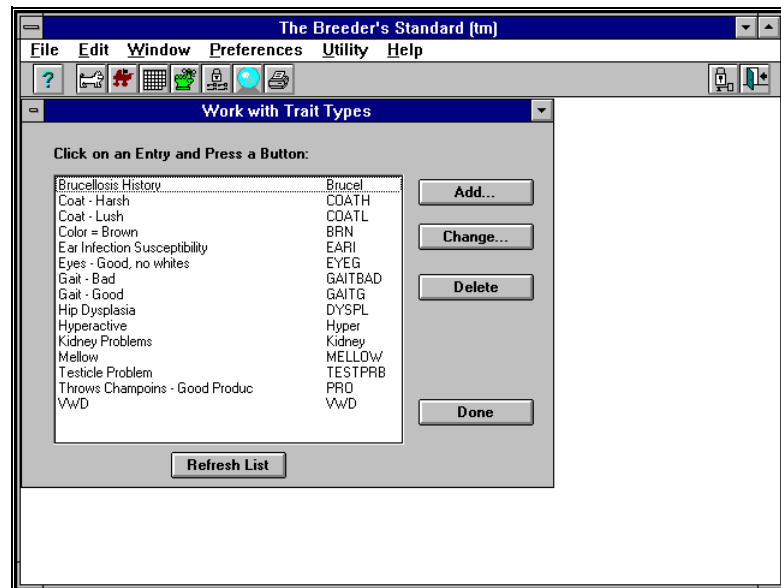 The Breeder's Standard (tm)
File Edit Window Preferences Utility Help
?
Work with Trait Types
Click on an Entry and Press a Button:
Brucellosis History Brucel
Coat - Harsh COATH
Coat - Lush COATL
Color = Brown BRN
Ear Infection Susceptibility EARI
Eyes - Good, no whites EYEG
Gait - Bad GAITBAD
Gait - Good GAITG
Hip Dysplasia DYSPL
Hyperactive Hyper
Kidney Problems Kidney
Mellow MELLOW
Testicle Problem TESTPRB
Throws Champoins - Good Produc PRO
VWD VWD
Add...
Change...
Delete
Done
Refresh List